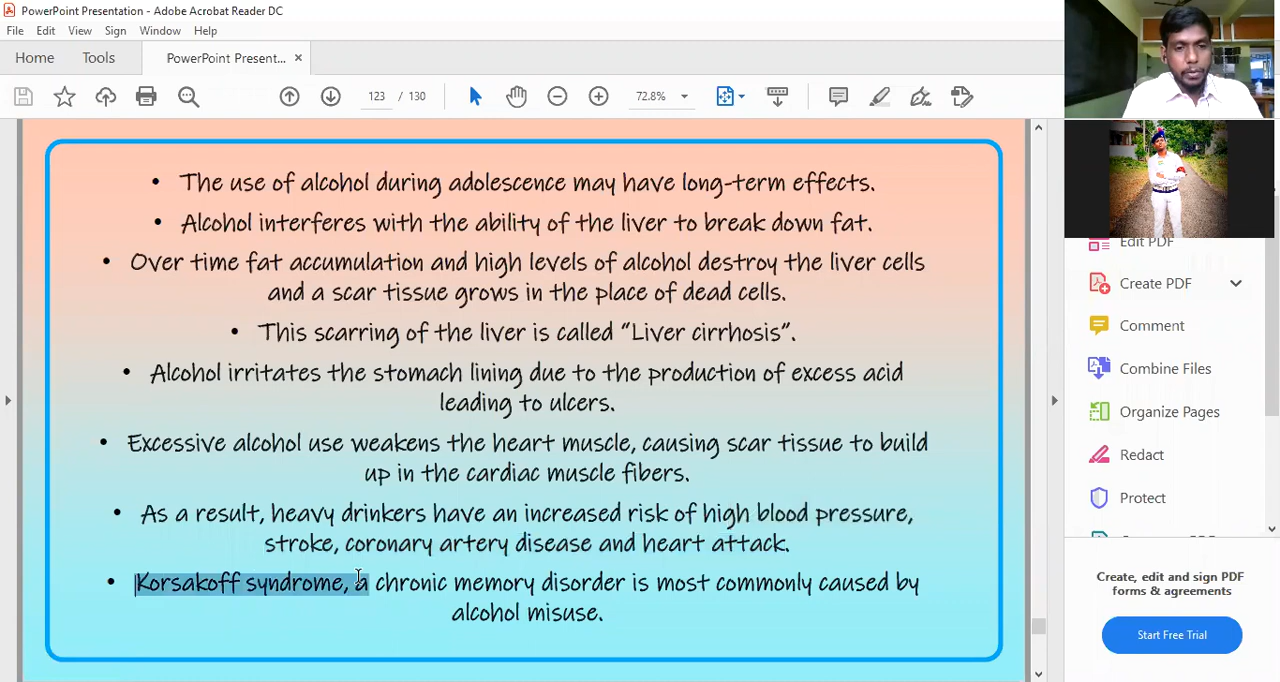 PowerPoint Presentation - Adobe Acrobat Reader DC
File Edit View Sign Window Help
Home Tools PowerPoint Present... ×
123 / 130 72.8%
• The use of alcohol during adolescence may have long-term effects.
• Alcohol interferes with the ability of the liver to break down fat.
• Over time fat accumulation and high levels of alcohol destroy the liver cells
and a scar tissue grows in the place of dead cells.
• This scarring of the liver is called “Liver cirrhosis”.
• Alcohol irritates the stomach lining due to the production of excess acid
leading to ulcers.
• Excessive alcohol use weakens the heart muscle, causing scar tissue to build
up in the cardiac muscle fibers.
• As a result, heavy drinkers have an increased risk of high blood pressure,
stroke, coronary artery disease and heart attack.
• Korsakoff syndrome, a chronic memory disorder is most commonly caused by
alcohol misuse.
Edit PDF
Create PDF
Comment
Combine Files
Organize Pages
Redact
Protect
Create, edit and sign PDF
forms & agreements
Start Free Trial